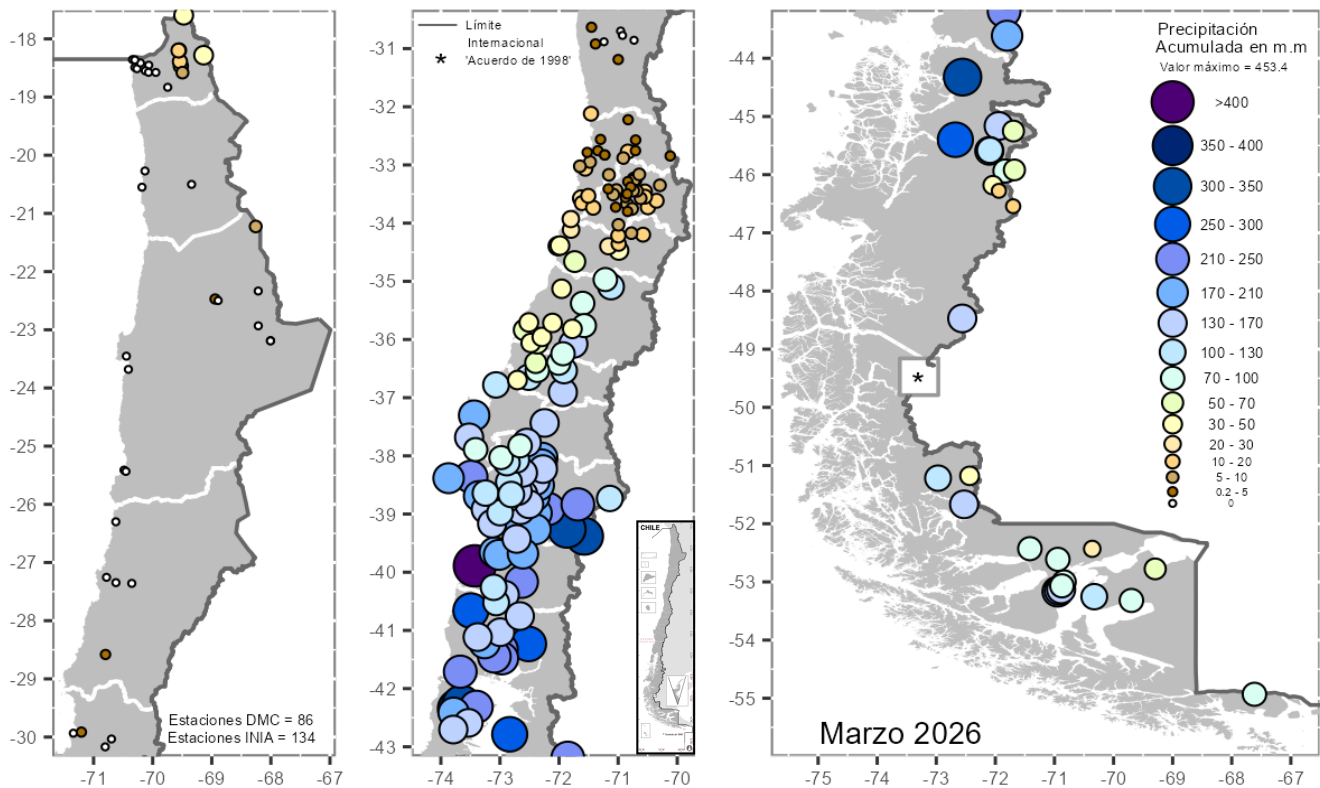 -18
-19
-20
-21
-22
-23
-24
-25
-26
-27
-28
-29
-30
-71 -70 -69 -68 -67
Estaciones DMC = 86
Estaciones INIA = 134
-31
-32
-33
-34
-35
-36
-37
-38
-39
-40
-41
-42
-43
-74 -73 -72 -71 -70
Límite
Internacional
* 'Acuerdo de 1998'
CHILE
-44
-45
-46
-47
-48
-49
-50
-51
-52
-53
-54
-55
-75 -74 -73 -72 -71 -70 -69 -68 -67
*
Marzo 2026
Precipitación
Acumulada en m.m
Valor máximo = 453.4
>400
350 - 400
300 - 350
250 - 300
210 - 250
170 - 210
130 - 170
100 - 130
70 - 100
50 - 70
30 - 50
20 - 30
10 - 20
5 - 10
0.2 - 5
0